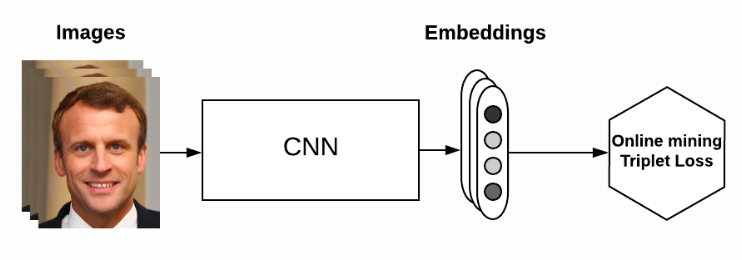 Images
Embeddings
CNN
Online mining
Triplet Loss